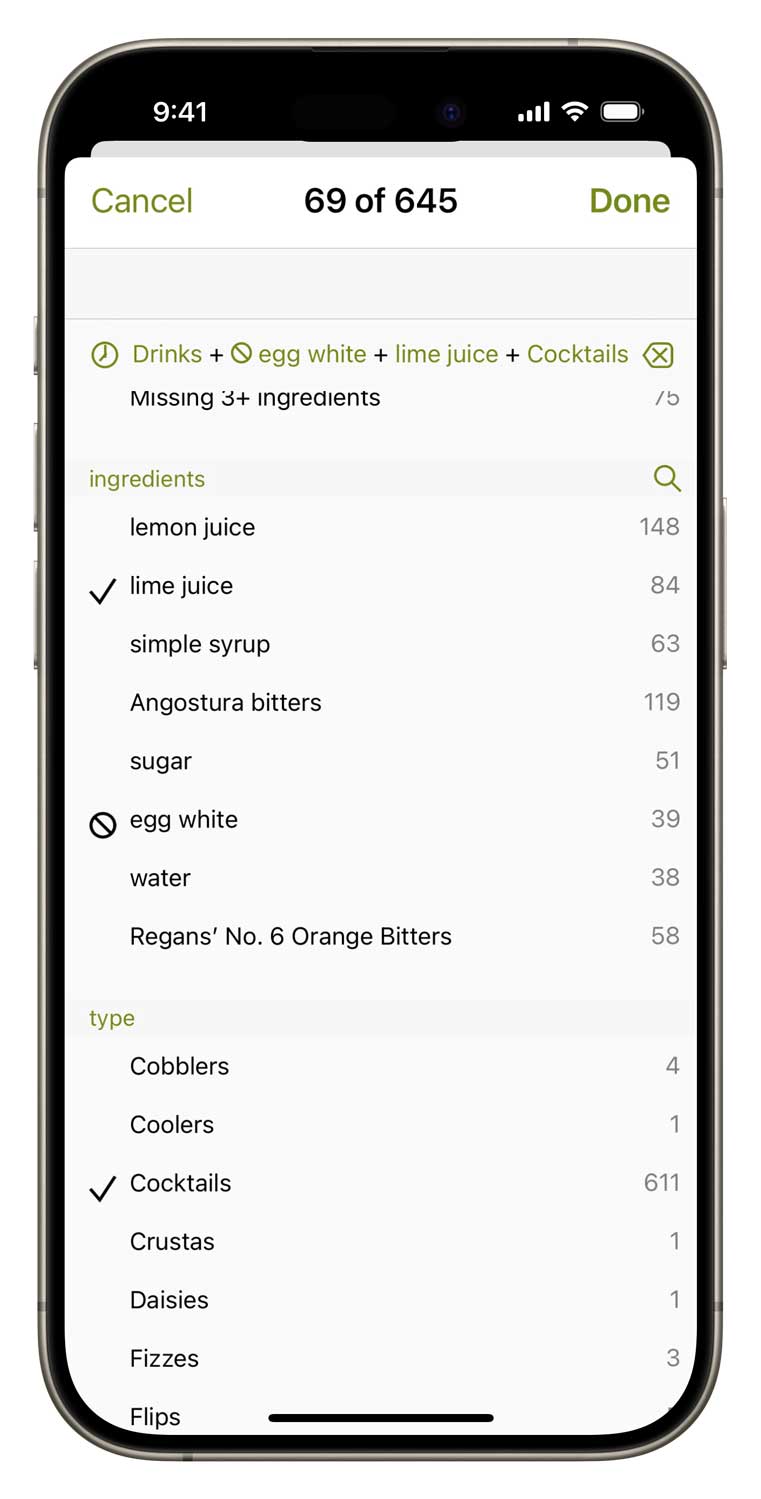 9:41
Cancel 69 of 645 Done
Drinks + egg white + lime juice + Cocktails
Missing 3+ ingredients 75
ingredients
lemon juice 148
lime juice 84
simple syrup 63
Angostura bitters 119
sugar 51
egg white 39
water 38
Regans’ No. 6 Orange Bitters 58
type
Cobblers 4
Coolers 1
Cocktails 611
Crustas 1
Daisies 1
Fizzes 3
Flips